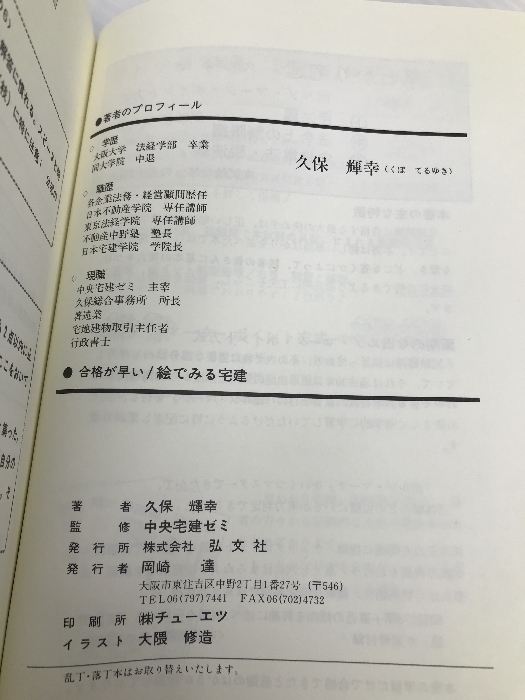 ●著者のプロフィール
久保　輝幸（くぼ　てるゆき）
○ 学歴
大阪大学　法経学部　卒業
同大学院　中退
○ 職歴
各企業法務・経営顧問歴任
日本不動産学院　専任講師
東京法経学院　専任講師
不動産中野塾　塾長
日本宅建学院　学院長
○ 現職
中央宅建ゼミ　主宰
久保総合事務所　所長
著述業
宅地建物取引主任者
行政書士
● 合格が早い/絵でみる宅建
著　　者　久保　輝幸
監　　修　中央宅建ゼミ
発 行 所　株式会社　弘 文 社
発 行 者　岡﨑　達
大阪市東住吉区中野2丁目1番27号（〒546）
TEL06(797)7441　FAX06(702)4732
印 刷 所　㈱チューエツ
イラスト　大隈　修造
乱丁・落丁本はお取り替えいたします。